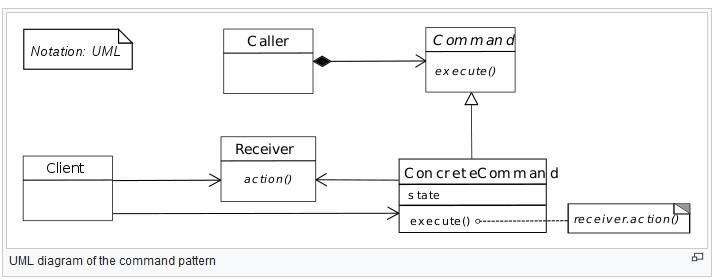 Notation: UML
Caller
Command
execute()
Client
Receiver
action()
ConcreteCommand
state
execute()
receiver.action()
UML diagram of the command pattern